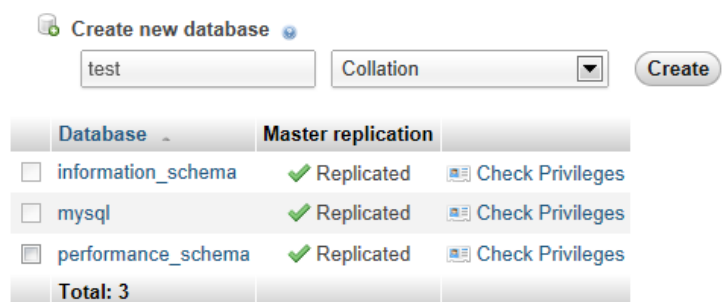 Create new database
test Collation Create
Database Master replication
information_schema Replicated Check Privileges
mysql Replicated Check Privileges
performance_schema Replicated Check Privileges
Total: 3